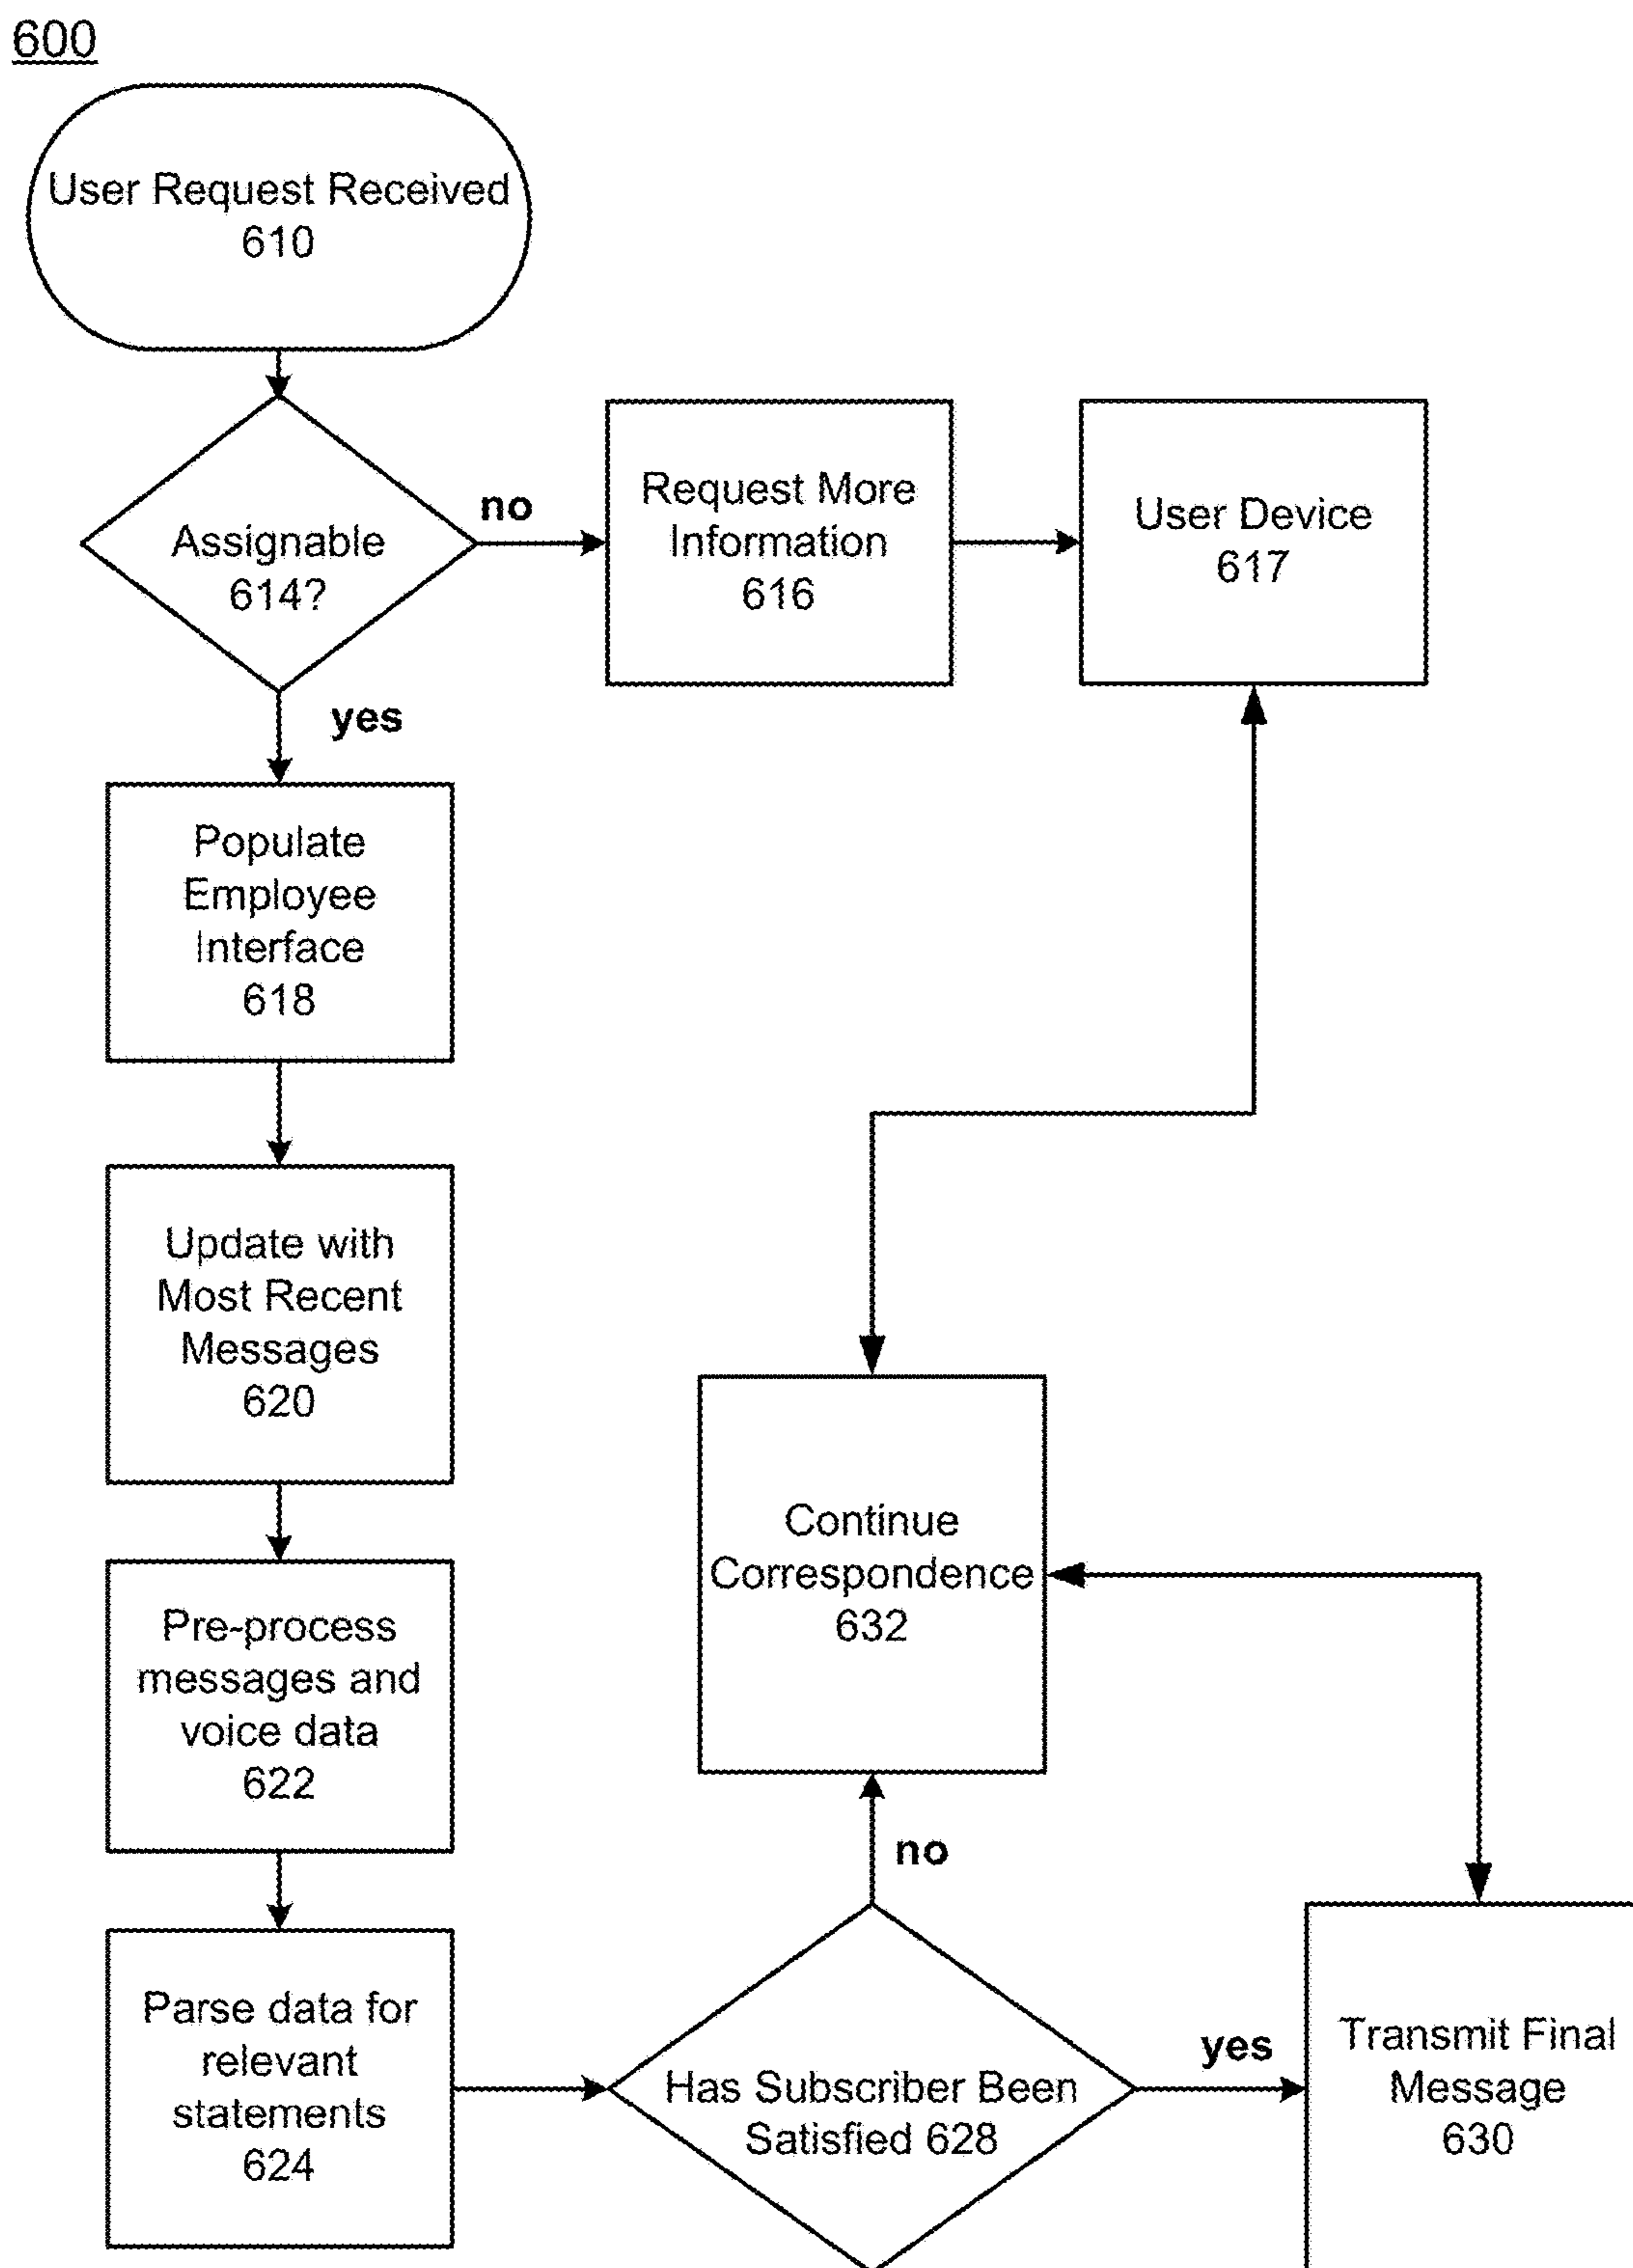 600
User Request Received
610
Assignable
614?
no
Request More
Information
616
User Device
617
yes
Populate
Employee
Interface
618
Update with
Most Recent
Messages
620
Pre-process
messages and
voice data
622
Parse data for
relevant
statements
624
Continue
Correspondence
632
no
Has Subscriber Been
Satisfied 628
yes
Transmit Final
Message
630